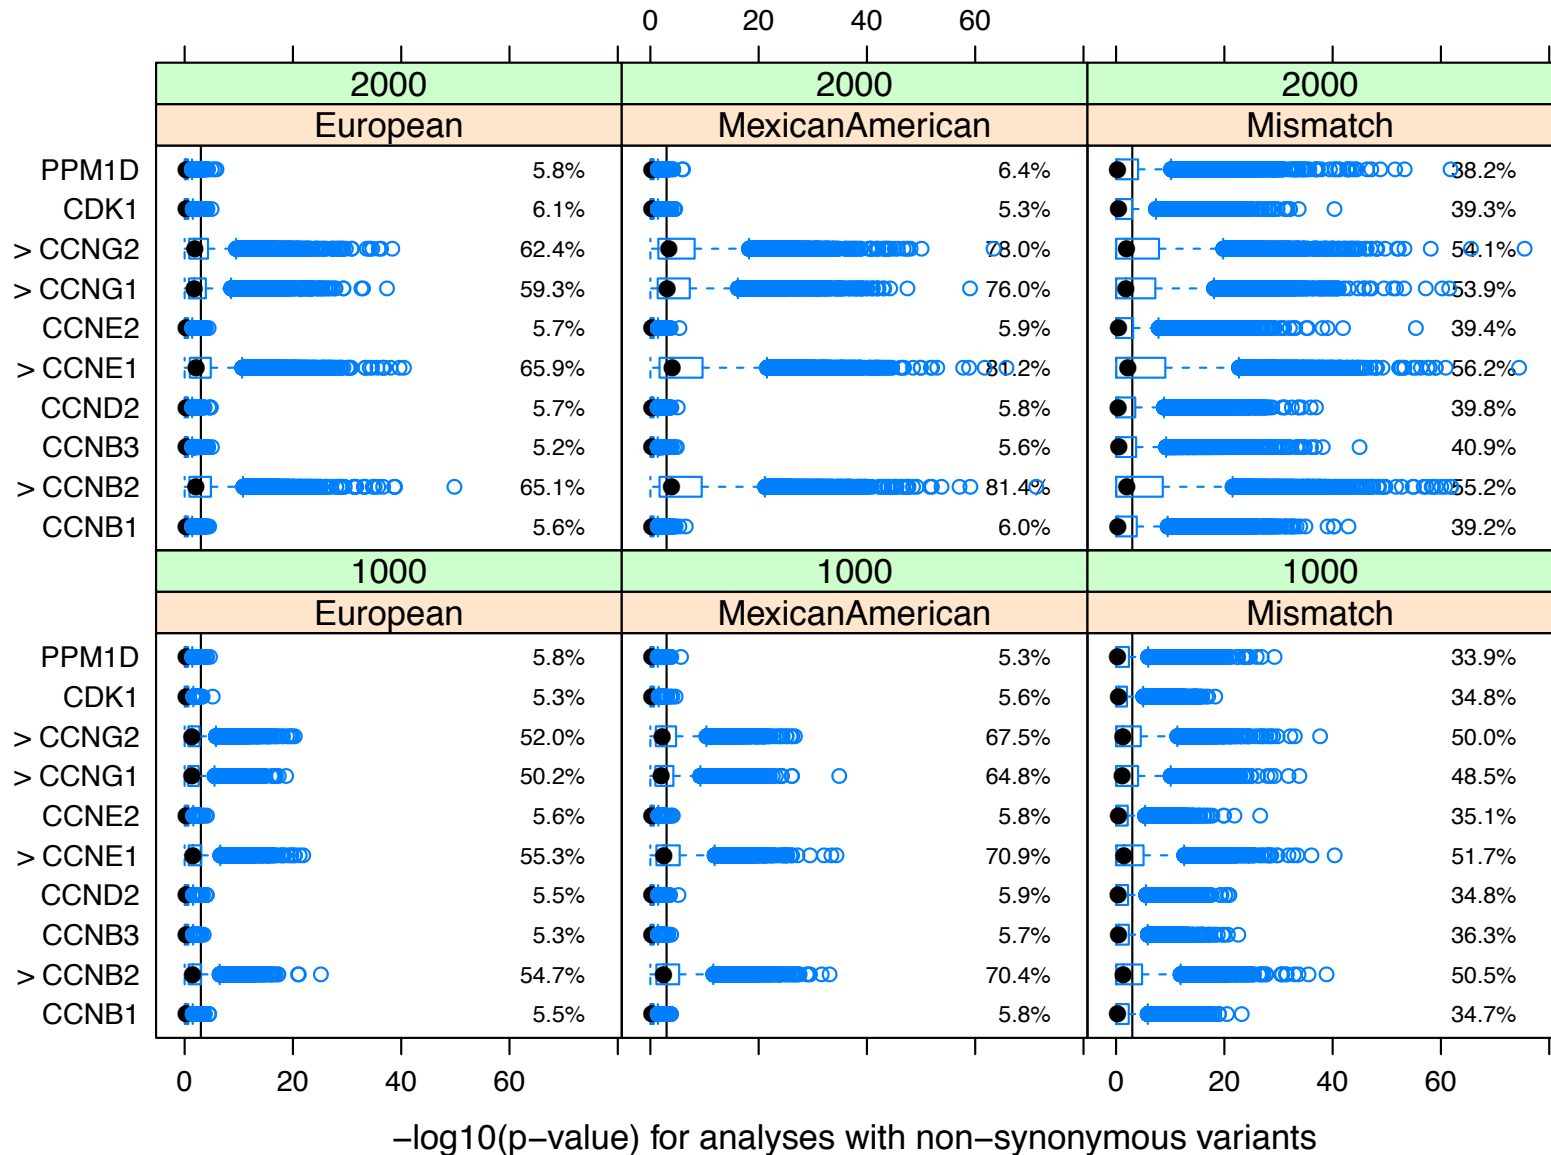 0 20 40 60
2000 2000 2000
European MexicanAmerican Mismatch
PPM1D 5.8% 6.4% 38.2%
CDK1 6.1% 5.3% 39.3%
> CCNG2 62.4% 78.0% 54.1%
> CCNG1 59.3% 76.0% 53.9%
CCNE2 5.7% 5.9% 39.4%
> CCNE1 65.9% 81.2% 56.2%
CCND2 5.7% 5.8% 39.8%
CCNB3 5.2% 5.6% 40.9%
> CCNB2 65.1% 81.4% 55.2%
CCNB1 5.6% 6.0% 39.2%
1000 1000 1000
European MexicanAmerican Mismatch
PPM1D 5.8% 5.3% 33.9%
CDK1 5.3% 5.6% 34.8%
> CCNG2 52.0% 67.5% 50.0%
> CCNG1 50.2% 64.8% 48.5%
CCNE2 5.6% 5.8% 35.1%
> CCNE1 55.3% 70.9% 51.7%
CCND2 5.5% 5.9% 34.8%
CCNB3 5.3% 5.7% 36.3%
> CCNB2 54.7% 70.4% 50.5%
CCNB1 5.5% 5.8% 34.7%
0 20 40 60 0 20 40 60
−log10(p−value) for analyses with non−synonymous variants